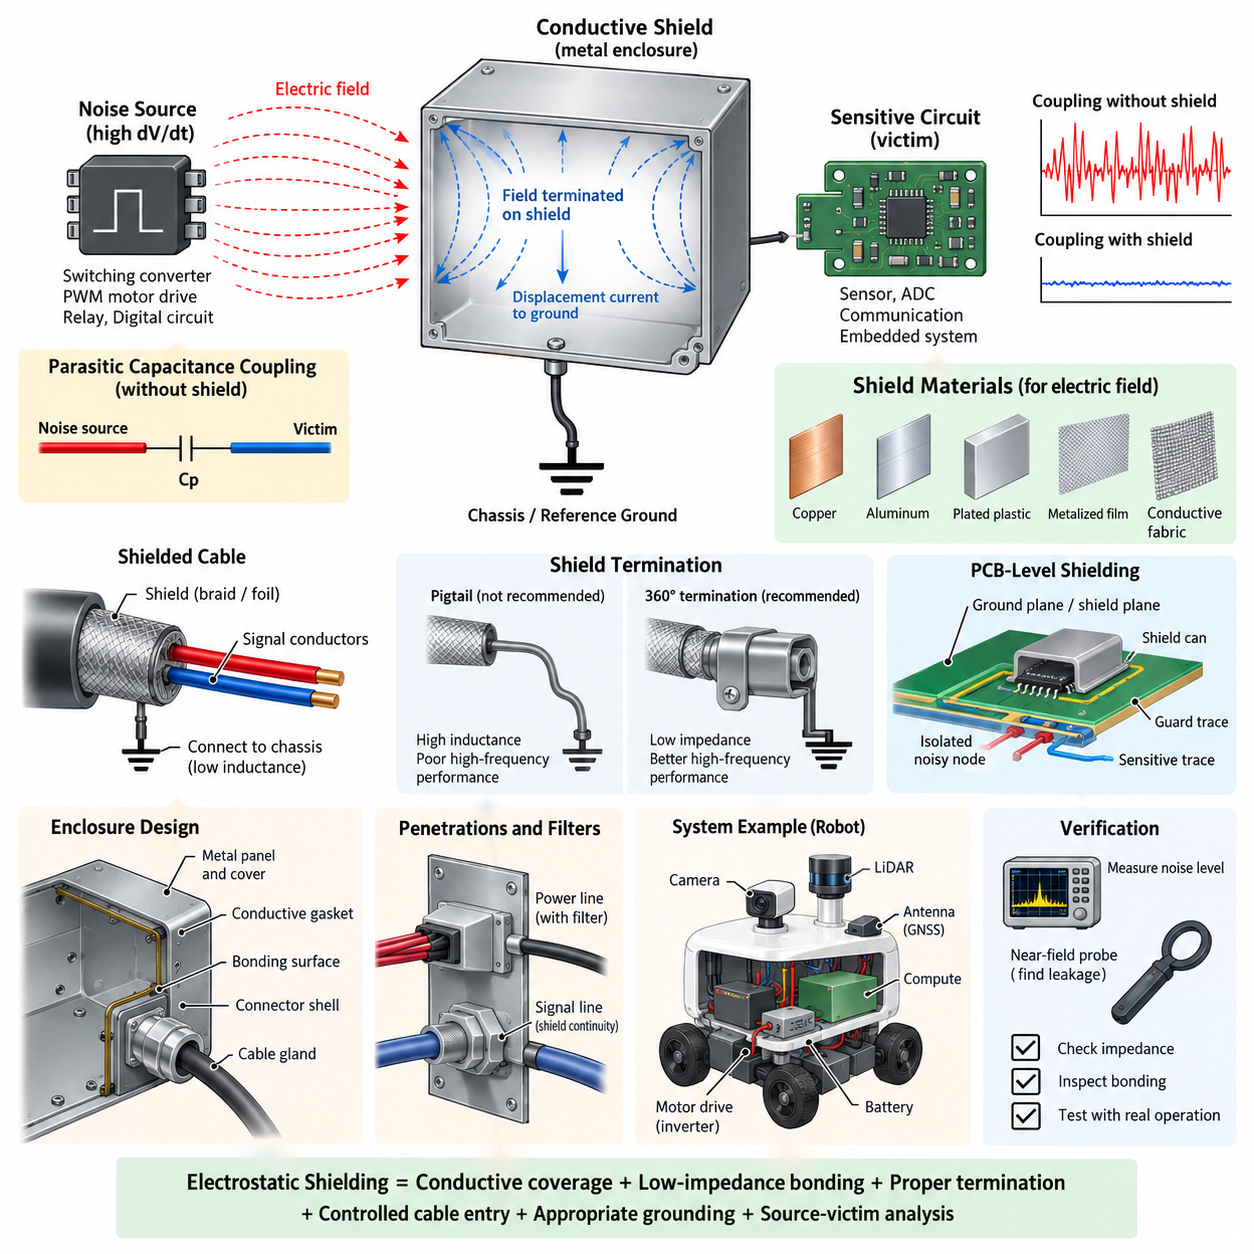 Conductive Shield
(metal enclosure)
Noise Source
(high dV/dt)
Electric field
Switching converter
PWM motor drive
Relay, Digital circuit
Field terminated
on shield
Displacement current
to ground
Chassis / Reference Ground
Sensitive Circuit
(victim)
Sensor, ADC
Communication
Embedded system
Coupling without shield
Coupling with shield
Parasitic Capacitance Coupling
(without shield)
Noise source
Victim
Cp
Shield Materials (for electric field)
Copper
Aluminum
Plated plastic
Metalized film
Conductive
fabric
Shielded Cable
Shield (braid / foil)
Signal conductors
Connect to chassis
(low inductance)
Shield Termination
Pigtail (not recommended)
High inductance
Poor high-frequency
performance
360° termination (recommended)
Low impedance
Better high-frequency
performance
PCB-Level Shielding
Ground plane / shield plane
Shield can
Guard trace
Isolated
noisy node
Sensitive trace
Enclosure Design
Metal panel
and cover
Conductive gasket
Bonding surface
Connector shell
Cable gland
Penetrations and Filters
Power line
(with filter)
Signal line
(shield continuity)
System Example (Robot)
Camera
LiDAR
Antenna
(GNSS)
Compute
Motor drive
(inverter)
Battery
Verification
Measure noise level
Near-field probe
( find leakage)
Check impedance
Inspect bonding
Test with real operation
Electrostatic Shielding = Conductive coverage + Low-impedance bonding + Proper termination
+ Controlled cable entry + Appropriate grounding + Source-victim analysis